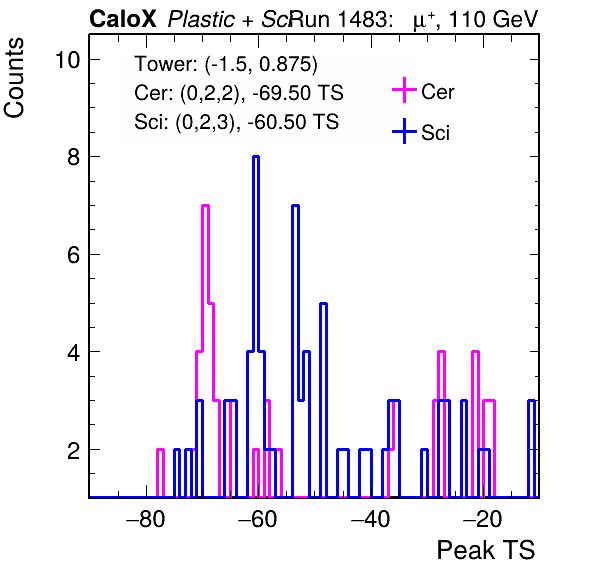 CaloX Plastic + Sci Run 1483: μ⁺, 110 GeV
Counts
Tower: (-1.5, 0.875)
Cer: (0,2,2), -69.50 TS
Sci: (0,2,3), -60.50 TS
Cer
Sci
10
8
6
4
2
−80 −60 −40 −20
Peak TS